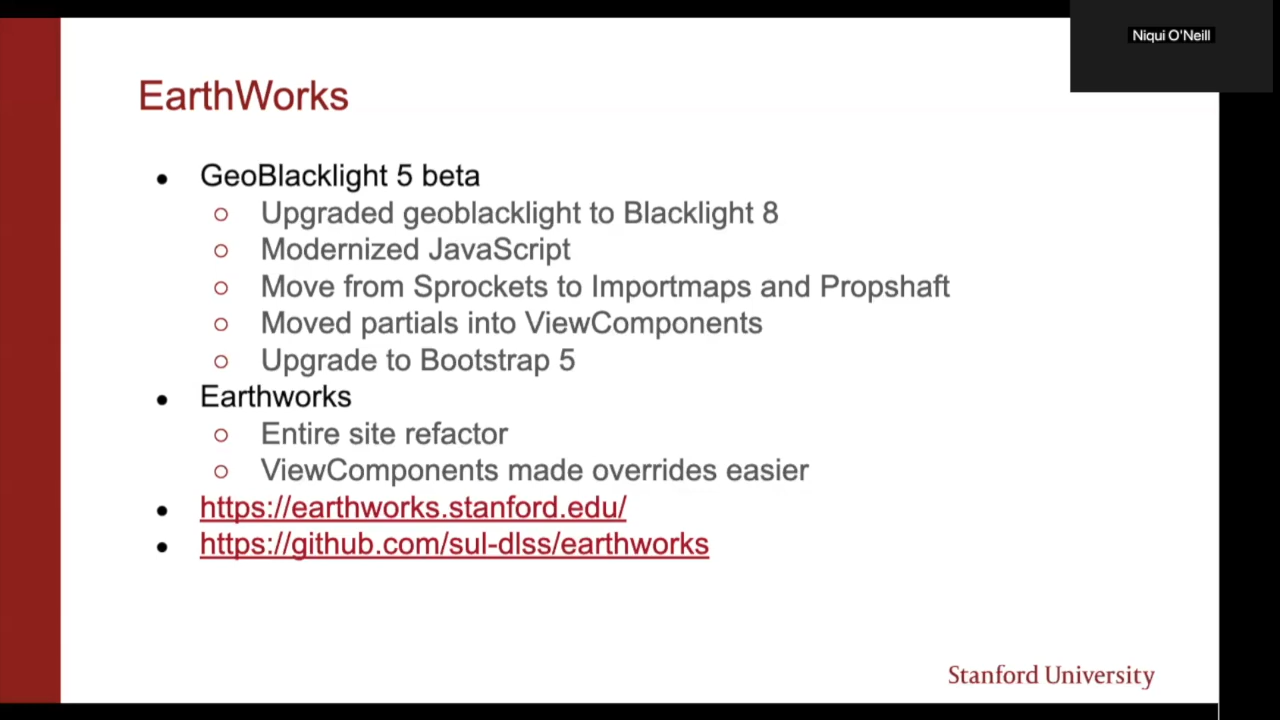 Niqui O'Neill
EarthWorks
● GeoBlacklight 5 beta
○ Upgraded geoblacklight to Blacklight 8
○ Modernized JavaScript
○ Move from Sprockets to Importmaps and Propshaft
○ Moved partials into ViewComponents
○ Upgrade to Bootstrap 5
● Earthworks
○ Entire site refactor
○ ViewComponents made overrides easier
● https://earthworks.stanford.edu/
● https://github.com/sul-dlss/earthworks
Stanford University